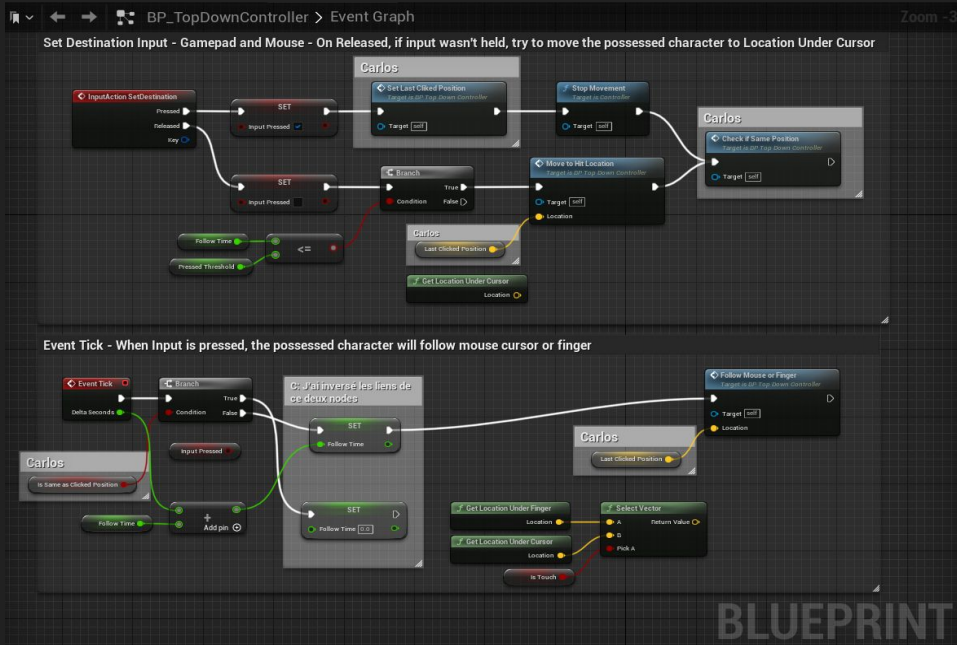 BP_TopDownController > Event Graph
Zoom -3
Set Destination Input - Gamepad and Mouse - On Released, if input wasn't held, try to move the possessed character to Location Under Cursor
InputAction SetDestination
Pressed
Released
Key
SET
Input Pressed
Carlos
Set Last Cliked Position
Target is BP Top Down Controller
Target self
Stop Movement
Target is Controller
Target self
Carlos
Check if Same Position
Target is BP Top Down Controller
Target self
SET
Input Pressed
Branch
True
Condition
False
Move to Hit Location
Target is BP Top Down Controller
Target self
Location
Follow Time
Pressed Threshold
<=
Carlos
Last Clicked Position
Get Location Under Cursor
Location
Event Tick - When Input is pressed, the possessed character will follow mouse cursor or finger
Event Tick
Delta Seconds
Branch
True
Condition
False
Input Pressed
Carlos
Is Same as Clicked Position
Follow Time
+
Add pin
C: J'ai inversé les liens de
ce deux nodes
SET
Follow Time
SET
Follow Time 0.0
Follow Mouse or Finger
Target is BP Top Down Controller
Target self
Location
Carlos
Last Clicked Position
Get Location Under Finger
Location
Get Location Under Cursor
Location
Is Touch
Select Vector
A
Return Value
B
Pick A
BLUEPRINT